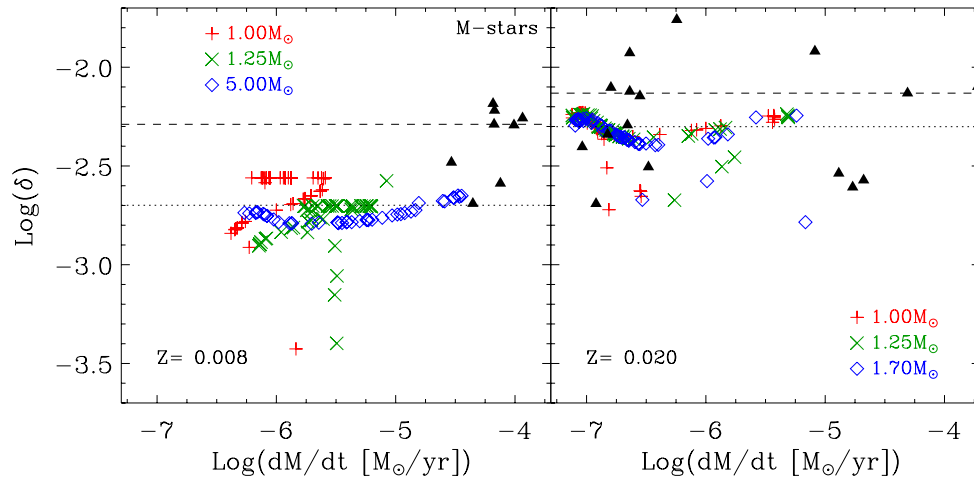 M-stars
1.00M⊙
1.25M⊙
5.00M⊙
−2.0
−2.5
−3.0
−3.5
Log(δ)
Z= 0.008
Z= 0.020
1.00M⊙
1.25M⊙
1.70M⊙
−7 −6 −5 −4
−7 −6 −5 −4
Log(dM/dt [M⊙/yr])
Log(dM/dt [M⊙/yr])